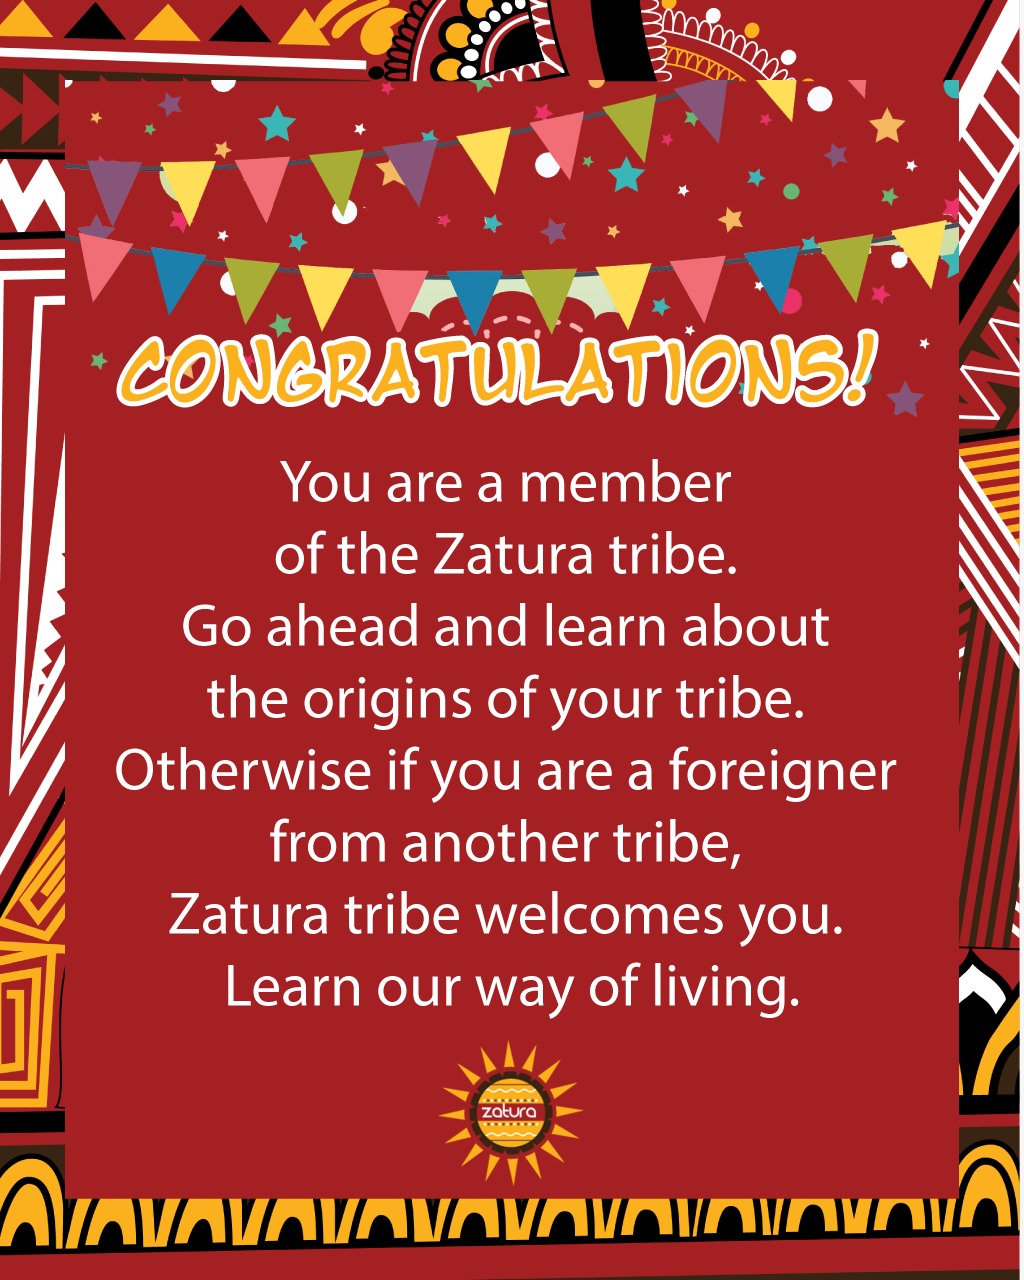 CONGRATULATIONS!
You are a member
of the Zatura tribe.
Go ahead and learn about
the origins of your tribe.
Otherwise if you are a foreigner
from another tribe,
Zatura tribe welcomes you.
Learn our way of living.
zatura